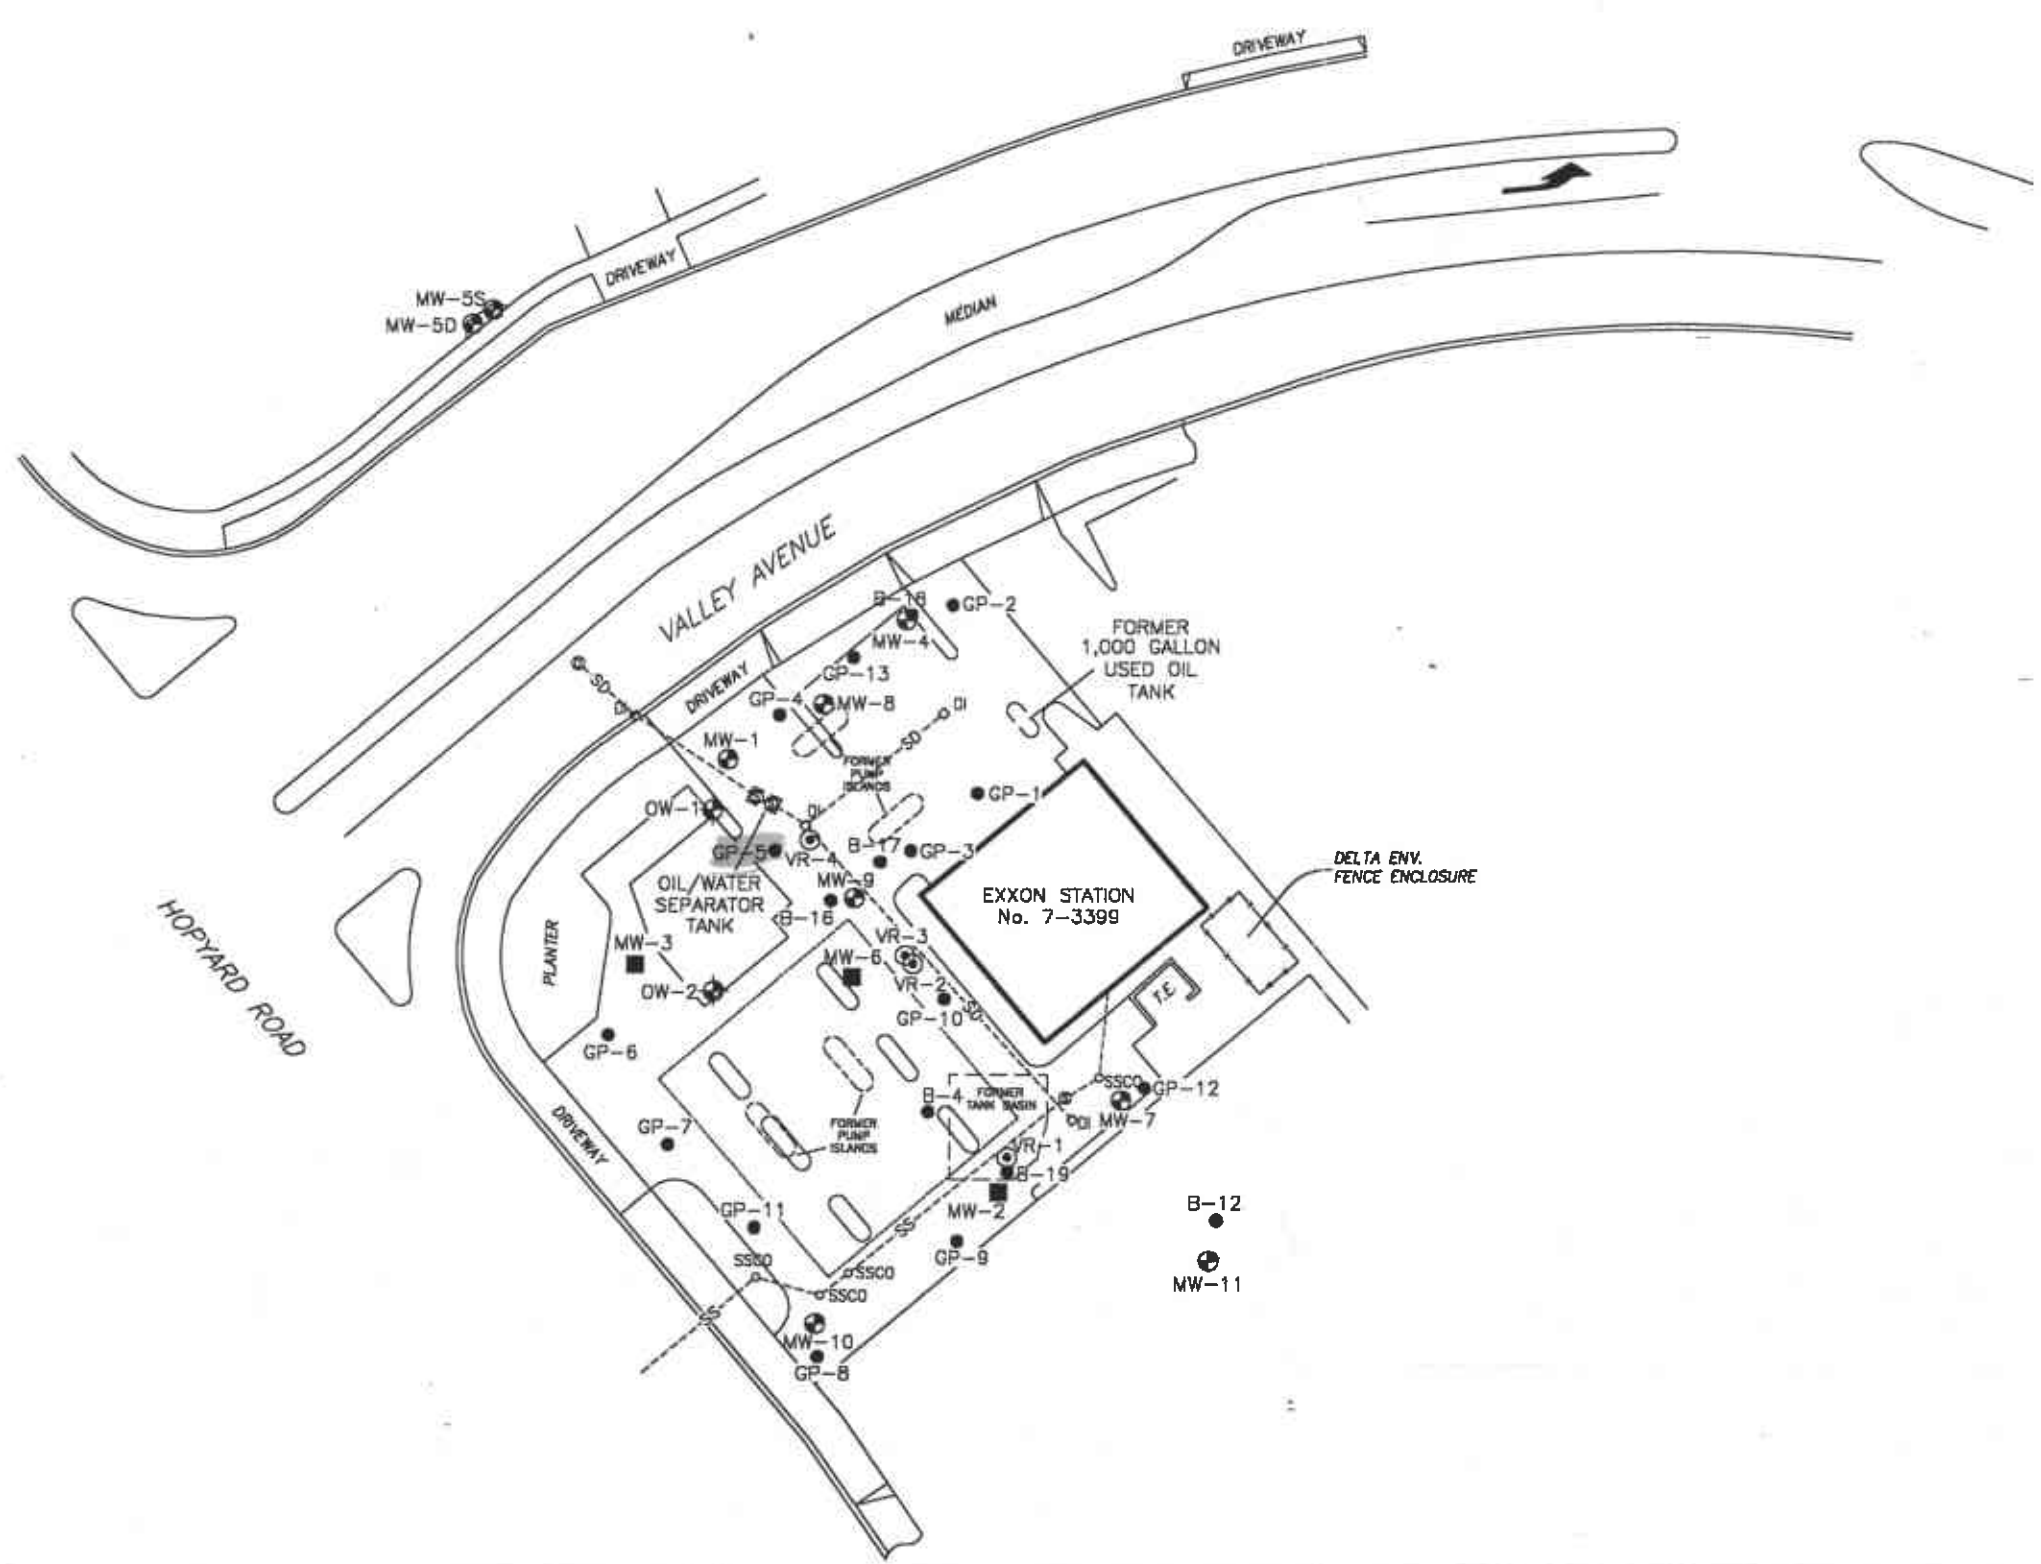 DRIVEWAY
DRIVEWAY
MW-5S
MW-5D
MEDIAN
VALLEY AVENUE
B-18
GP-2
MW-4
FORMER
1,000 GALLON
USED OIL
TANK
GP-13
SD
DRIVEWAY
DI
GP-4
MW-8
DI
SD
MW-1
FORMER
PUMP
ISLANDS
OW-1
DI
GP-1
GP-5
VR-4
B-17
GP-3
DELTA ENV.
FENCE ENCLOSURE
OIL/WATER
SEPARATOR
TANK
MW-9
B-16
EXXON STATION
No. 7-3399
HOPYARD ROAD
PLANTER
MW-3
VR-3
MW-6
VR-2
OW-2
GP-10
SD
T.E
GP-6
SSCO
GP-12
B-4
FORMER
TANK BASIN
DI
MW-7
DRIVEWAY
GP-7
FORMER
PUMP
ISLANDS
VR-1
B-19
GP-11
MW-2
SS
B-12
GP-9
SSCO
SSCO
SSCO
MW-11
SS
MW-10
GP-8